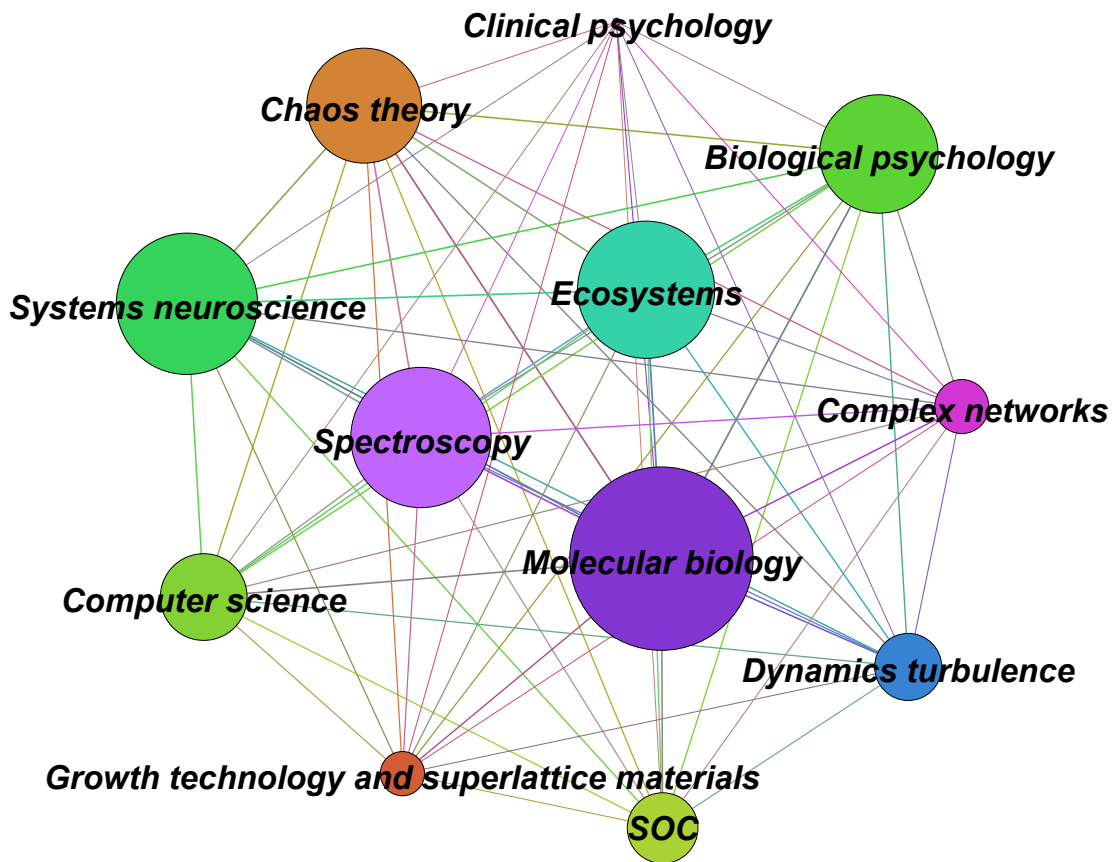 Clinical psychology
Chaos theory
Biological psychology
Ecosystems
Systems neuroscience
Complex networks
Spectroscopy
Molecular biology
Computer science
Dynamics turbulence
Growth technology and superlattice materials
SOC